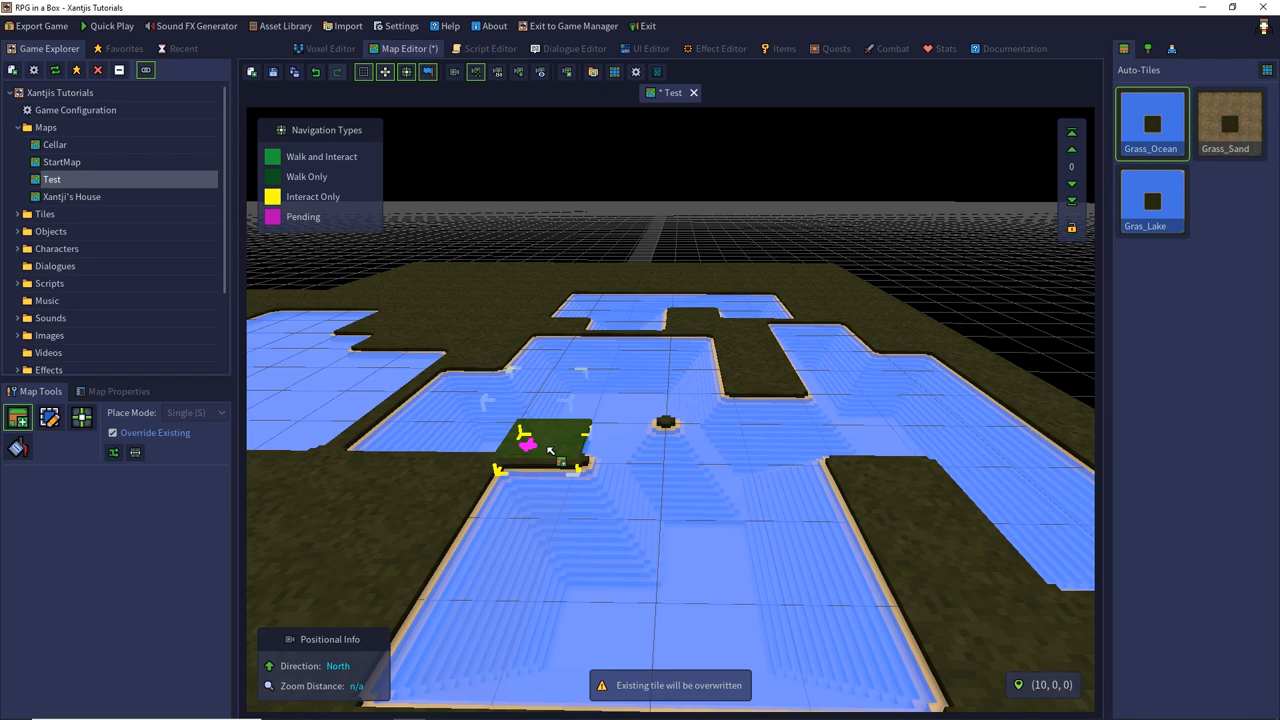 RPG in a Box — Xantjis Tutorials
Export Game Quick Play Sound FX Generator Asset Library Import Settings Help About Exit to Game Manager Exit
Game Explorer Favorites Recent Voxel Editor Map Editor (*) Script Editor Dialogue Editor UI Editor Effect Editor Items Quests Combat Stats Documentation
* Test
Xantjis Tutorials
Game Configuration
Maps
Cellar
StartMap
Test
Xantji's House
Tiles
Objects
Characters
Dialogues
Scripts
Music
Sounds
Images
Videos
Effects
Map Tools Map Properties
Place Mode: Single (S)
Override Existing
Navigation Types
Walk and Interact
Walk Only
Interact Only
Pending
0
Positional Info
Direction: North
Zoom Distance: n/a
Existing tile will be overwritten
(10, 0, 0)
Auto-Tiles
Grass_Ocean Grass_Sand
Gras_Lake